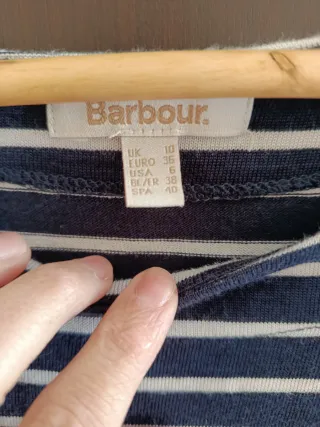 Barbour.
UK 10
EURO 36
USA 6
BE/FR 38
SPA 40